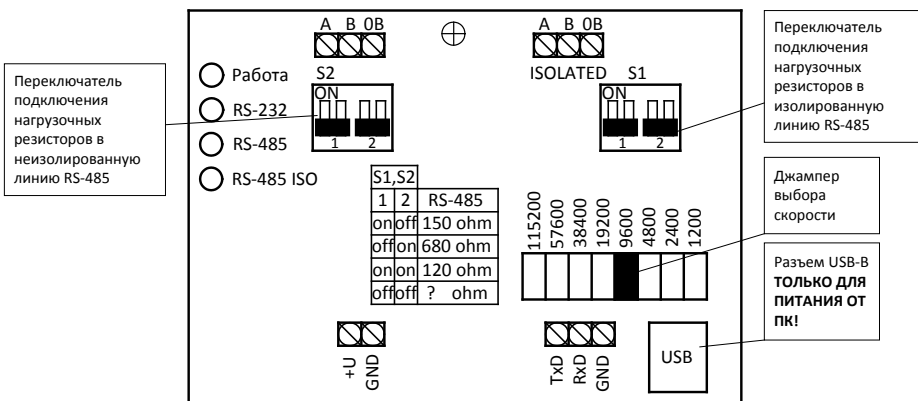 Переключатель
подключения
нагрузочных
резисторов в
неизолированную
линию RS-485
A B 0B
Работа
RS-232
RS-485
RS-485 ISO
S2
ON
1 2
A B 0B
ISOLATED S1
ON
1 2
Переключатель
подключения
нагрузочных
резисторов в
изолированную
линию RS-485
S1,S2
1 2 RS-485
on off 150 ohm
off on 680 ohm
on on 120 ohm
off off ? ohm
115200
57600
38400
19200
9600
4800
2400
1200
Джампер
выбора
скорости
Разъем USB-B
ТОЛЬКО ДЛЯ
ПИТАНИЯ ОТ
ПК!
+U
GND
TxD
RxD
GND
USB